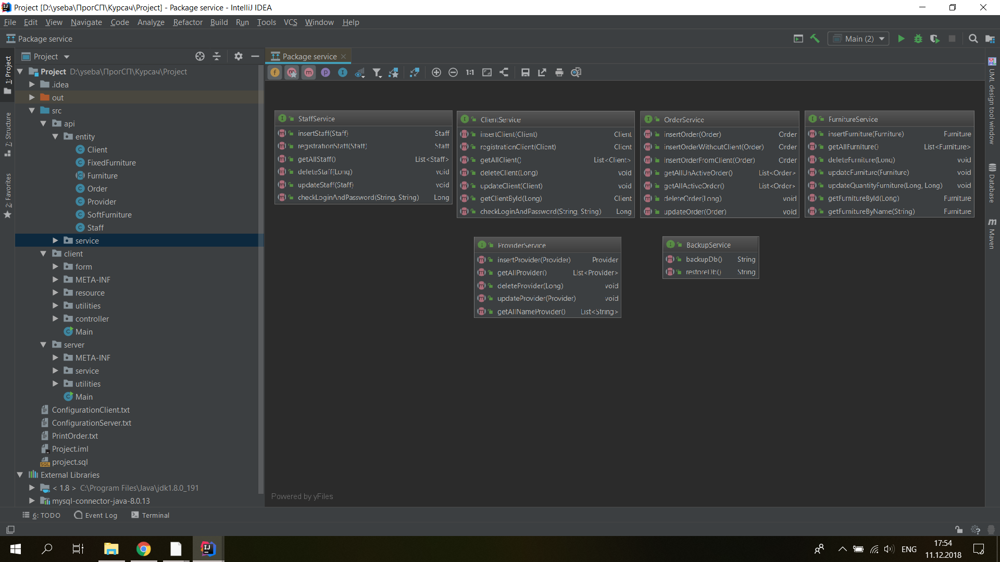 Project [D:\yseba\ПрогСП\Курсач\Project] - Package service - IntelliJ IDEA
File Edit View Navigate Code Analyze Refactor Build Run Tools VCS Window Help
Package service
Main (2)
Project
Package service
1: Project
7: Structure
2: Favorites
Project D:\yseba\ПрогСП\Курсач\Project
.idea
out
src
api
entity
Client
FixedFurniture
Furniture
Order
Provider
SoftFurniture
Staff
service
client
form
META-INF
resource
utilities
controller
Main
server
META-INF
service
utilities
Main
ConfigurationClient.txt
ConfigurationServer.txt
PrintOrder.txt
Project.iml
project.sql
External Libraries
< 1.8 > C:\Program Files\Java\jdk1.8.0_191
mysql-connector-java-8.0.13
1:1
StaffService
insertStaff(Staff) Staff
registrationStaff(Staff) Staff
getAllStaff() List<Staff>
deleteStaff(Long) void
updateStaff(Staff) void
checkLoginAndPassword(String, String) Long
ClientService
insertClient(Client) Client
registrationClient(Client) Client
getAllClient() List<Client>
deleteClient(Long) void
updateClient(Client) void
getClientById(Long) Client
checkLoginAndPassword(String, String) Long
OrderService
insertOrder(Order) Order
insertOrderWithoutClient(Order) Order
insertOrderFromClient(Order) Order
getAllUnActiveOrder() List<Order>
getAllActiveOrder() List<Order>
deleteOrder(Long) void
updateOrder(Order) void
FurnitureService
insertFurniture(Furniture) Furniture
getAllFurniture() List<Furniture>
deleteFurniture(Long) void
updateFurniture(Furniture) void
updateQuantityFurniture(Long, Long) void
getFurnitureById(Long) Furniture
getFurnitureByName(String) Furniture
ProviderService
insertProvider(Provider) Provider
getAllProvider() List<Provider>
deleteProvider(Long) void
updateProvider(Provider) void
getAllNameProvider() List<String>
BackupService
backupDb() String
restoreDb() String
Powered by yFiles
UML design tool window
Database
Maven
6: TODO Event Log Terminal
ENG
17:54
11.12.2018